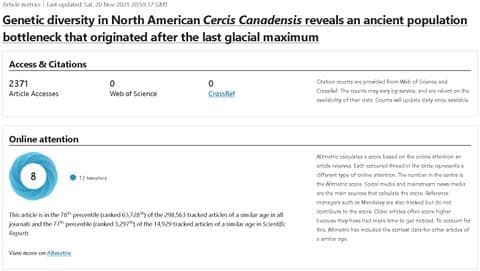 Article metrics | Last updated: Sat, 20 Nov 2021 20:59:37 GMT
Genetic diversity in North American Cercis Canadensis reveals an ancient population
bottleneck that originated after the last glacial maximum
Access & Citations
2371
Article Accesses
0
Web of Science
0
CrossRef
Citation counts are provided from Web of Science and
CrossRef. The counts may vary by service, and are reliant on the
availability of their data. Counts will update daily once available.
Online attention
8
12 tweeters
Altmetric calculates a score based on the online attention an
article receives. Each coloured thread in the circle represents a
different type of online attention. The number in the centre is
the Altmetric score. Social media and mainstream news media
are the main sources that calculate the score. Reference
managers such as Mendeley are also tracked but do not
contribute to the score. Older articles often score higher
because they have had more time to get noticed. To account for
this, Altmetric has included the context data for other articles of
a similar age.
This article is in the 78th percentile (ranked 63,728th) of the 298,563 tracked articles of a similar age in all
journals and the 77th percentile (ranked 3,297th) of the 14,929 tracked articles of a similar age in Scientific
Reports
View more on Altmetric